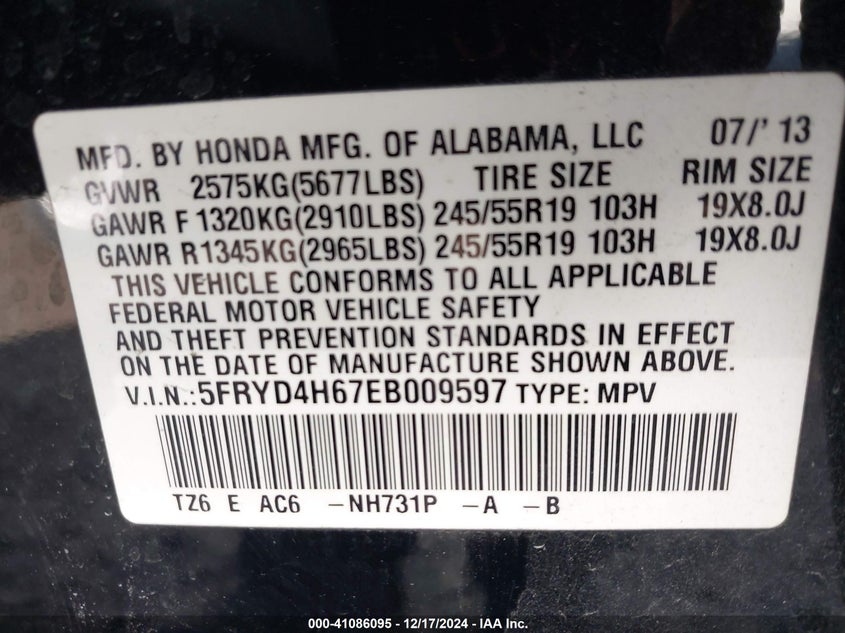 MFD. BY HONDA MFG. OF ALABAMA, LLC 07/' 13
GVWR 2575KG(5677LBS) TIRE SIZE RIM SIZE
GAWR F 1320KG(2910LBS) 245/55R19 103H 19X8.0J
GAWR R1345KG(2965LBS) 245/55R19 103H 19X8.0J
THIS VEHICLE CONFORMS TO ALL APPLICABLE
FEDERAL MOTOR VEHICLE SAFETY
AND THEFT PREVENTION STANDARDS IN EFFECT
ON THE DATE OF MANUFACTURE SHOWN ABOVE.
V.I.N.:5FRYD4H67EB009597 TYPE: MPV
TZ6 E AC6 -NH731P -A -B
000-41086095 - 12/17/2024 - IAA Inc.